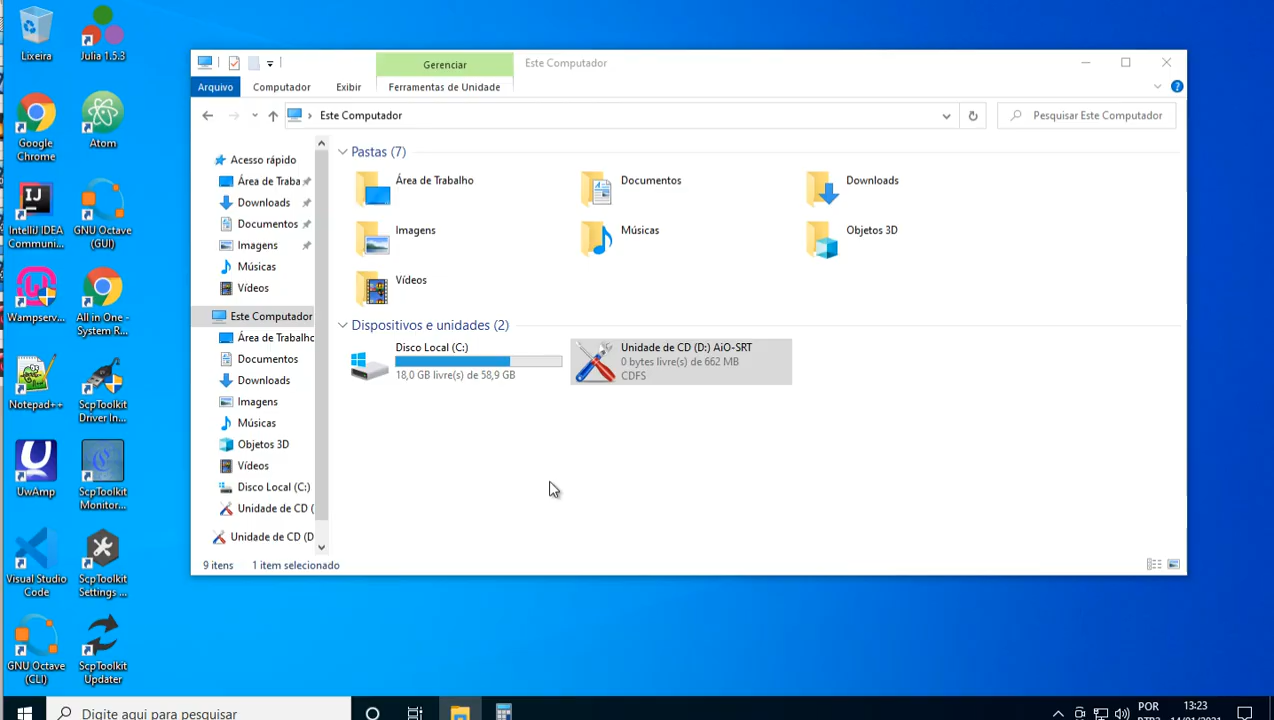 Lixeira
Julia 1.5.3
Google
Chrome
Atom
IntelliJ IDEA
Communi...
GNU Octave
(GUI)
Wampserv...
All in One -
System R...
Notepad++
ScpToolkit
Driver In...
UwAmp
ScpToolkit
Monitor...
Visual Studio
Code
ScpToolkit
Settings ...
GNU Octave
(CLI)
ScpToolkit
Updater
Gerenciar
Este Computador
Arquivo
Computador
Exibir
Ferramentas de Unidade
Este Computador
Pesquisar Este Computador
Acesso rápido
Área de Traba
Downloads
Documentos
Imagens
Músicas
Vídeos
Este Computador
Área de Trabalho
Documentos
Downloads
Imagens
Músicas
Objetos 3D
Vídeos
Disco Local (C:)
Unidade de CD (
Unidade de CD (D
Pastas (7)
Área de Trabalho
Documentos
Downloads
Imagens
Músicas
Objetos 3D
Vídeos
Dispositivos e unidades (2)
Disco Local (C:)
18,0 GB livre(s) de 58,9 GB
Unidade de CD (D:) AiO-SRT
0 bytes livre(s) de 662 MB
CDFS
9 itens
1 item selecionado
Digite aqui para pesquisar
POR
13:23